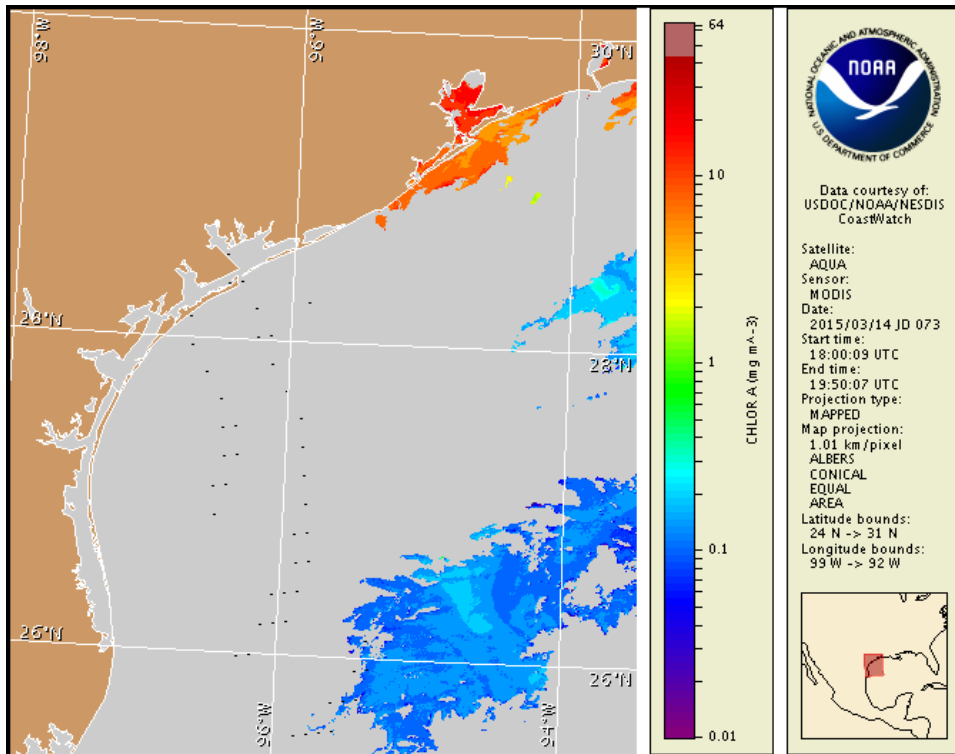 98°W
96°W
30°N
28°N
28°N
26°N
26°N
96°W
94°W
64
10
1
0.1
0.01
CHLOR A (mg m^-3)
NATIONAL OCEANIC AND ATMOSPHERIC ADMINISTRATION
NOAA
U.S. DEPARTMENT OF COMMERCE
Data courtesy of:
USDOC/NOAA/NESDIS
CoastWatch
Satellite:
AQUA
Sensor:
MODIS
Date:
2015/03/14 JD 073
Start time:
18:00:09 UTC
End time:
19:50:07 UTC
Projection type:
MAPPED
Map projection:
1.01 km/pixel
ALBERS
CONICAL
EQUAL
AREA
Latitude bounds:
24 N -> 31 N
Longitude bounds:
99 W -> 92 W